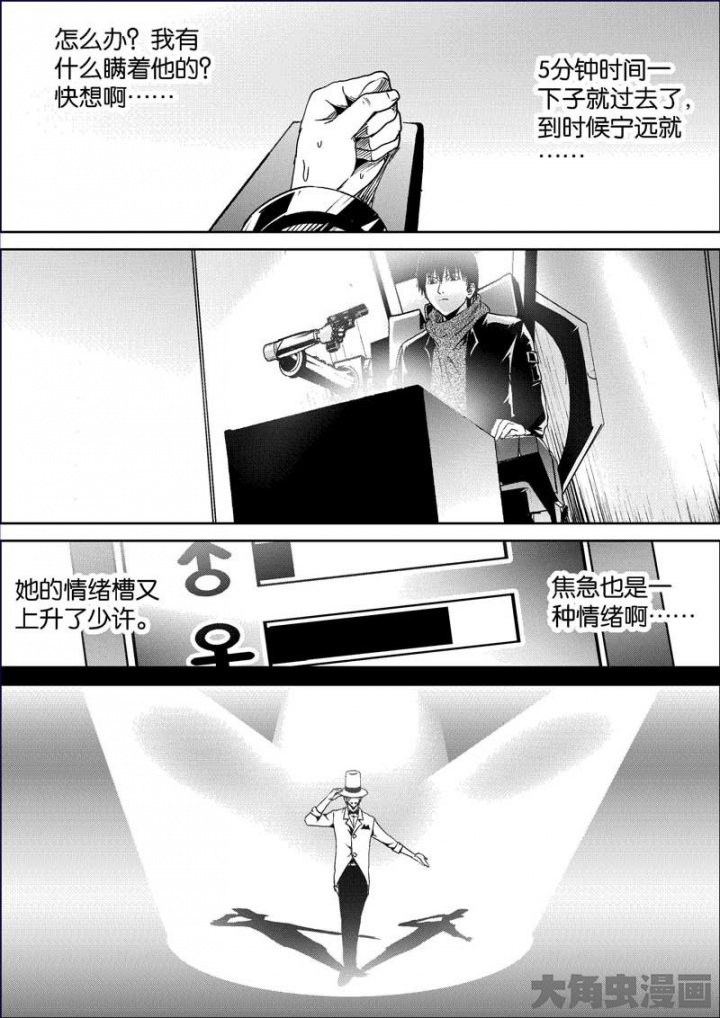 怎么办？我有
什么瞒着他的？
快想啊……
5分钟时间一
下子就过去了，
到时候宁远就
……
她的情绪槽又
上升了少许。
焦急也是一
种情绪啊……
大角虫漫画